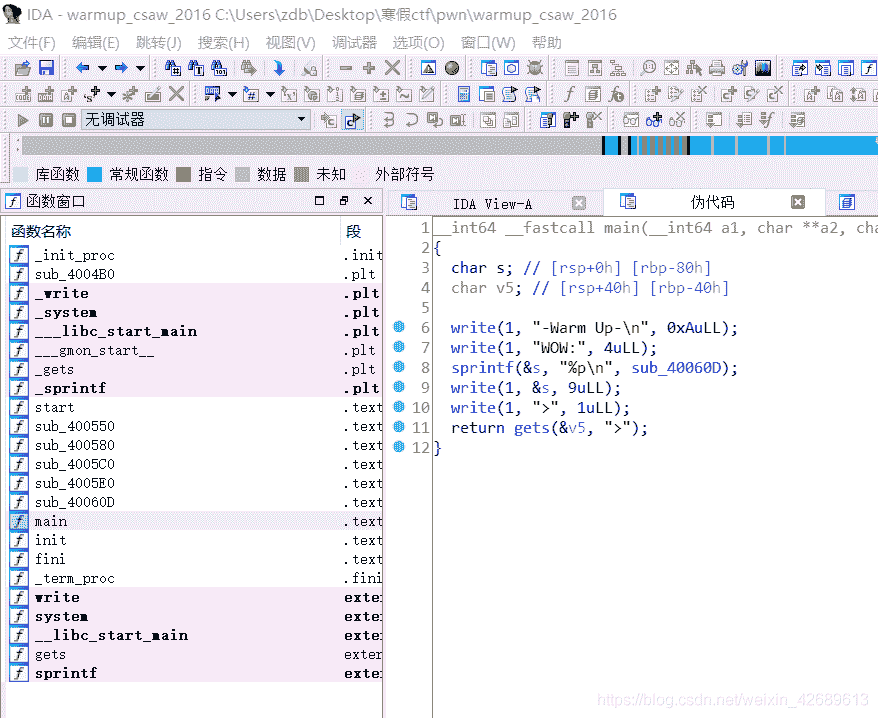 IDA - warmup_csaw_2016 C:\Users\zdb\Desktop\寒假ctf\pwn\warmup_csaw_2016
文件(F) 编辑(E) 跳转(J) 搜索(H) 视图(V) 调试器 选项(O) 窗口(W) 帮助
无调试器
库函数 常规函数 指令 数据 未知 外部符号
函数窗口
IDA View-A
伪代码
函数名称 段
_init_proc .init
sub_4004B0 .plt
_write .plt
_system .plt
___libc_start_main .plt
___gmon_start__ .plt
_gets .plt
_sprintf .plt
start .text
sub_400550 .text
sub_400580 .text
sub_4005C0 .text
sub_4005E0 .text
sub_40060D .text
main .text
init .text
fini .text
_term_proc .fini
write exter
system exter
__libc_start_main exter
gets exter
sprintf exter
1 __int64 __fastcall main(__int64 a1, char **a2, cha
2 {
3 char s; // [rsp+0h] [rbp-80h]
4 char v5; // [rsp+40h] [rbp-40h]
5
6 write(1, "-Warm Up-\n", 0xAuLL);
7 write(1, "WOW:", 4uLL);
8 sprintf(&s, "%p\n", sub_40060D);
9 write(1, &s, 9uLL);
10 write(1, ">", 1uLL);
11 return gets(&v5, ">");
12 }
https://blog.csdn.net/weixin_42689613